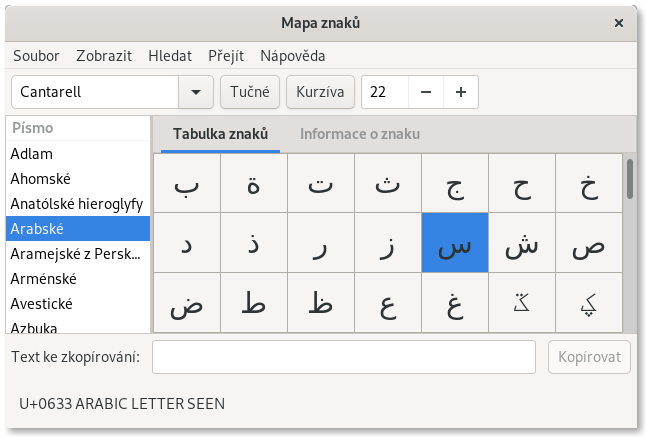 Mapa znaků
Soubor Zobrazit Hledat Přejít Nápověda
Cantarell Tučné Kurzíva 22
Písmo
Adlam
Ahomské
Anatólské hieroglyfy
Arabské
Aramejské z Persk...
Arménské
Avestické
Azbuka
Tabulka znaků Informace o znaku
ب ة ت ث ج ح خ
د ذ ر ز س ش ص
ض ط ظ ع غ ػ ؼ
Text ke zkopírování: Kopírovat
U+0633 ARABIC LETTER SEEN